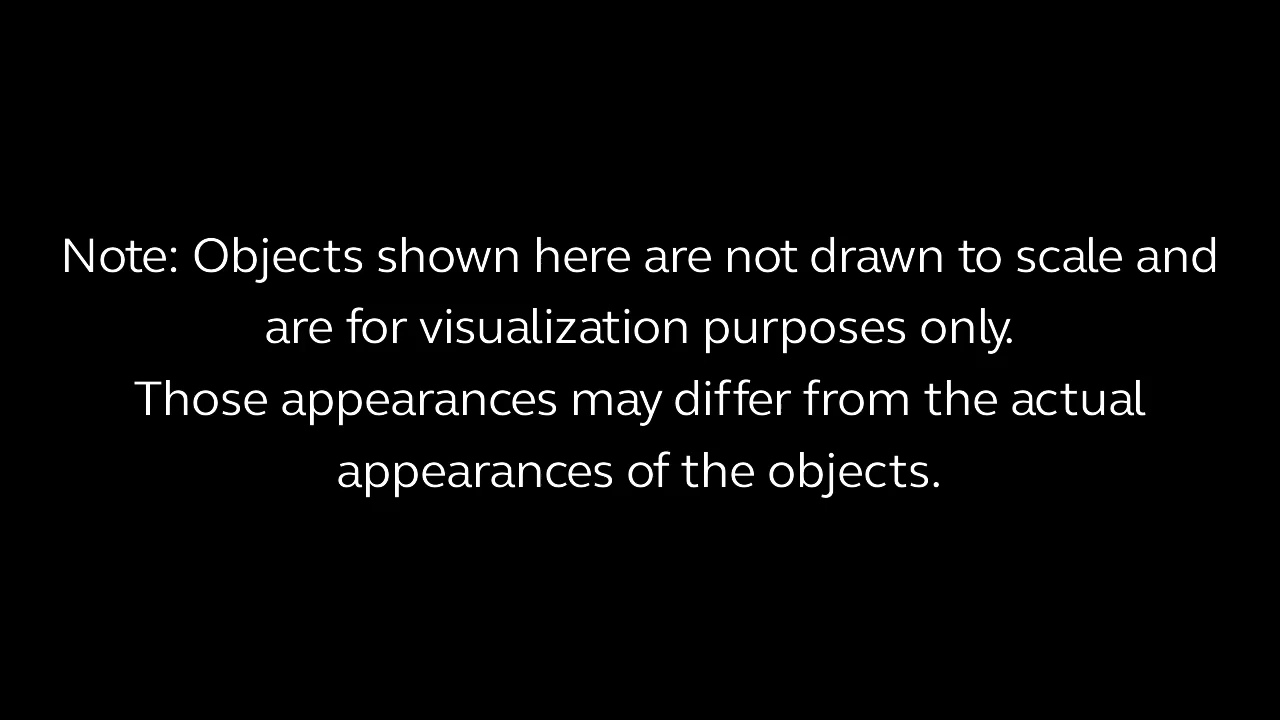 Note: Objects shown here are not drawn to scale and
are for visualization purposes only.
Those appearances may differ from the actual
appearances of the objects.